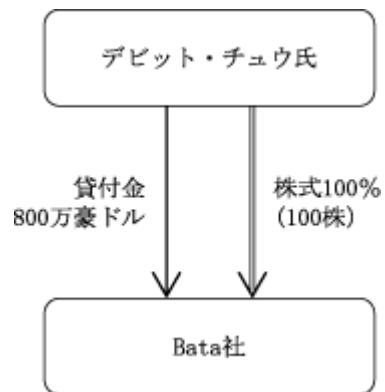 デビット・チュウ氏
貸付金
800万豪ドル
株式100%
(100株)
Bata社